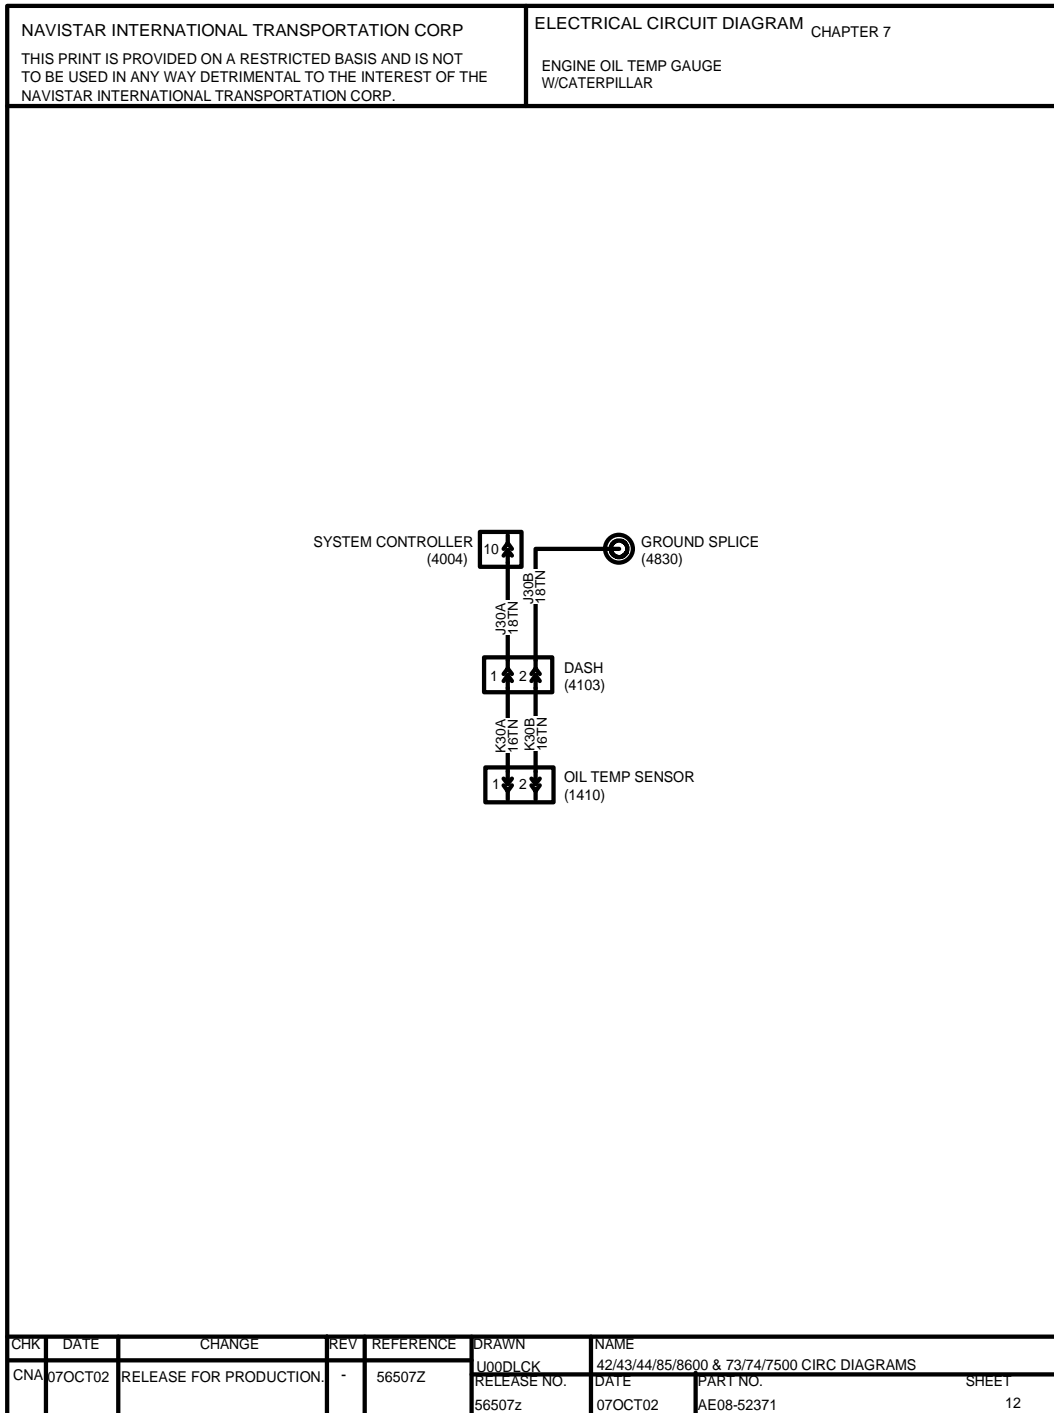 NAVISTAR INTERNATIONAL TRANSPORTATION CORP
THIS PRINT IS PROVIDED ON A RESTRICTED BASIS AND IS NOT
TO BE USED IN ANY WAY DETRIMENTAL TO THE INTEREST OF THE
NAVISTAR INTERNATIONAL TRANSPORTATION CORP.
ELECTRICAL CIRCUIT DIAGRAM CHAPTER 7
ENGINE OIL TEMP GAUGE
W/CATERPILLAR
SYSTEM CONTROLLER
(4004)
10
GROUND SPLICE
(4830)
J30A
18TN
J30B
18TN
1 2
DASH
(4103)
K30A
16TN
K30B
16TN
1 2
OIL TEMP SENSOR
(1410)
CHK DATE CHANGE REV REFERENCE DRAWN NAME
CNA 07OCT02 RELEASE FOR PRODUCTION. - 56507Z
U00DLCK 42/43/44/85/8600 & 73/74/7500 CIRC DIAGRAMS
RELEASE NO. DATE PART NO. SHEET
56507z 07OCT02 AE08-52371 12